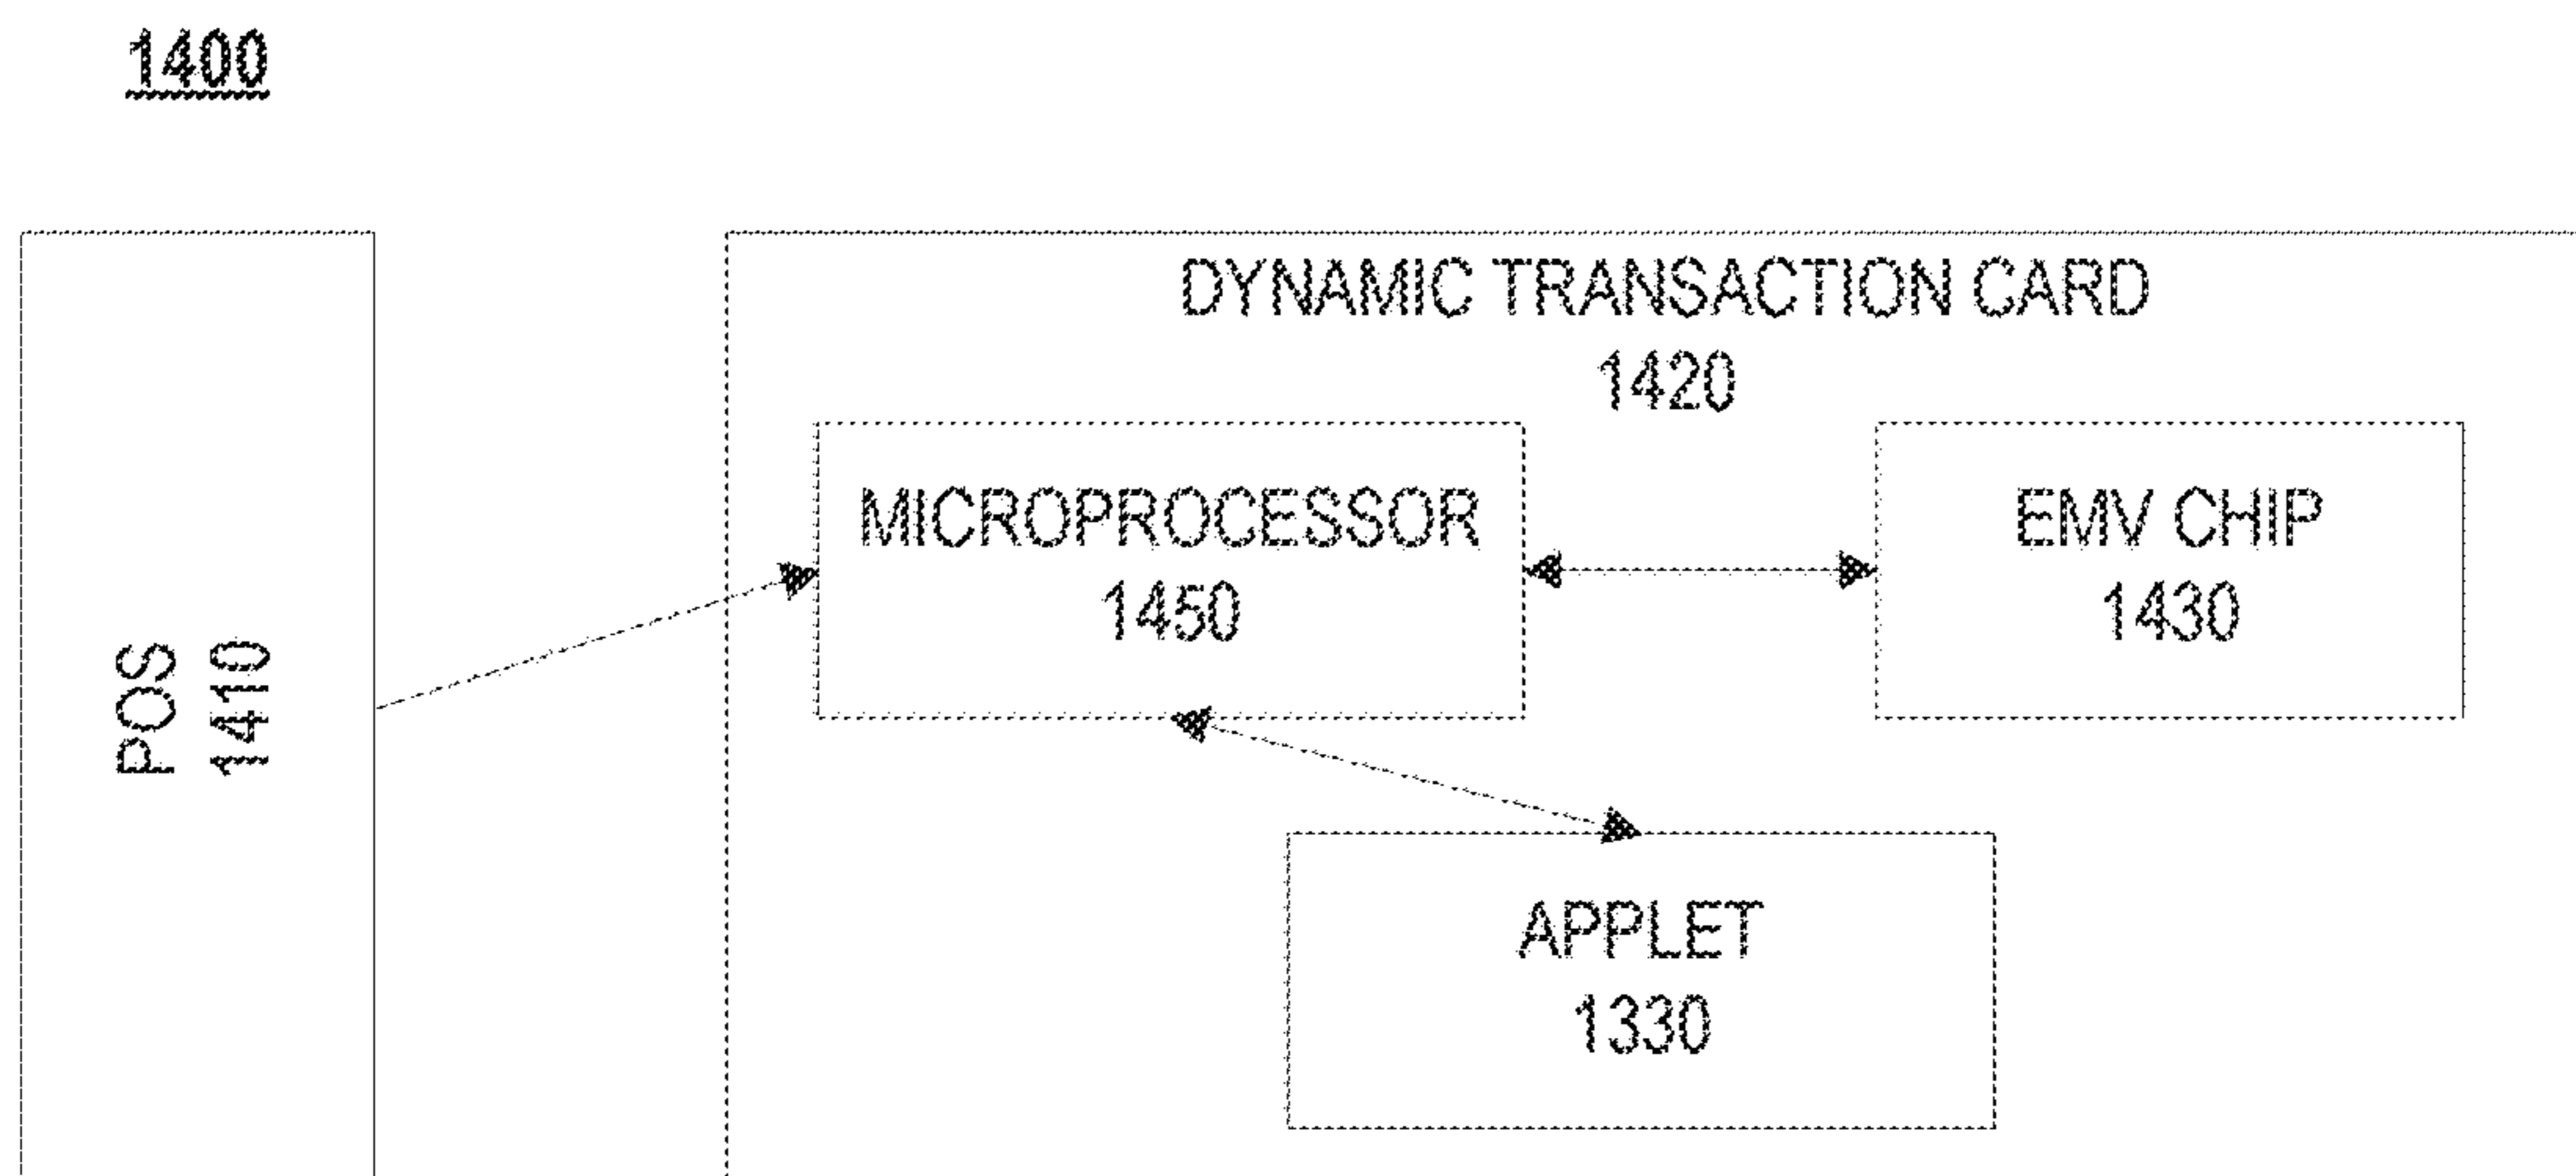 1400
DYNAMIC TRANSACTION CARD
1420
MICROPROCESSOR
1450
EMV CHIP
1430
POS
1410
APPLET
1330